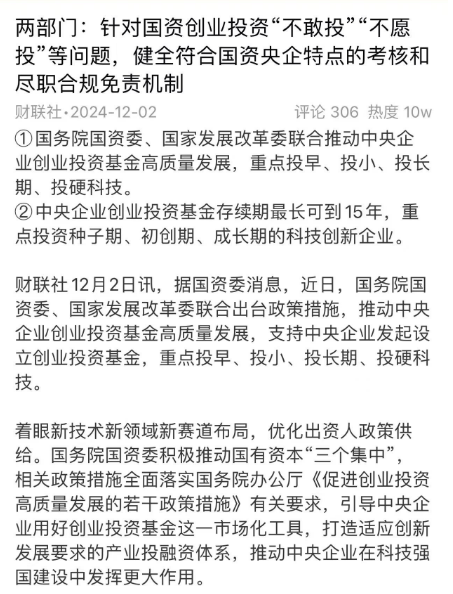 两部门：针对国资创业投资“不敢投”“不愿
投”等问题，健全符合国资央企特点的考核和
尽职合规免责机制
财联社·2024-12-02 评论 306 热度 10w
①国务院国资委、国家发展改革委联合推动中央企
业创业投资基金高质量发展，重点投早、投小、投长
期、投硬科技。
②中央企业创业投资基金存续期最长可到15年，重
点投资种子期、初创期、成长期的科技创新企业。
财联社12月2日讯，据国资委消息，近日，国务院国
资委、国家发展改革委联合出台政策措施，推动中央
企业创业投资基金高质量发展，支持中央企业发起设
立创业投资基金，重点投早、投小、投长期、投硬科
技。
着眼新技术新领域新赛道布局，优化出资人政策供
给。国务院国资委积极推动国有资本“三个集中”，
相关政策措施全面落实国务院办公厅《促进创业投资
高质量发展的若干政策措施》有关要求，引导中央企
业用好创业投资基金这一市场化工具，打造适应创新
发展要求的产业投融资体系，推动中央企业在科技强
国建设中发挥更大作用。